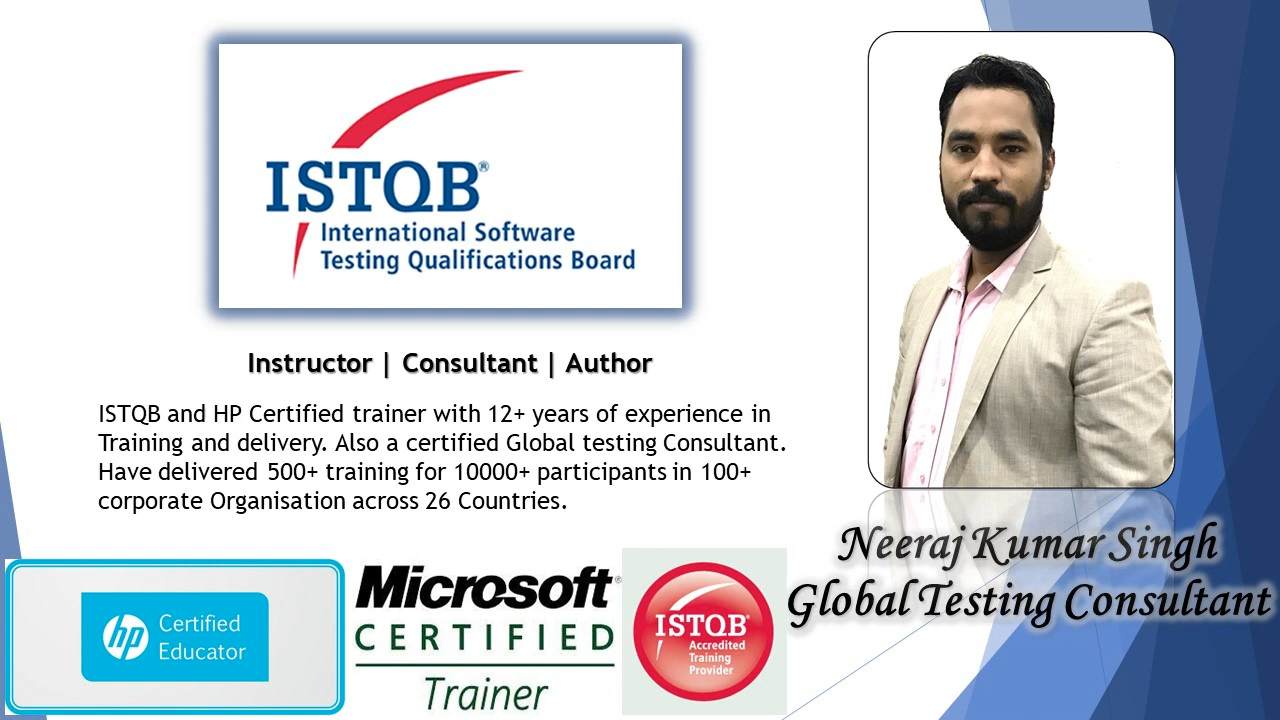 ISTQB®
International Software
Testing Qualifications Board
Instructor | Consultant | Author
ISTQB and HP Certified trainer with 12+ years of experience in
Training and delivery. Also a certified Global testing Consultant.
Have delivered 500+ training for 10000+ participants in 100+
corporate Organisation across 26 Countries.
Neeraj Kumar Singh
Global Testing Consultant
hp
Certified
Educator
Microsoft®
CERTIFIED
Trainer
ISTQB®
Accredited
Training
Provider